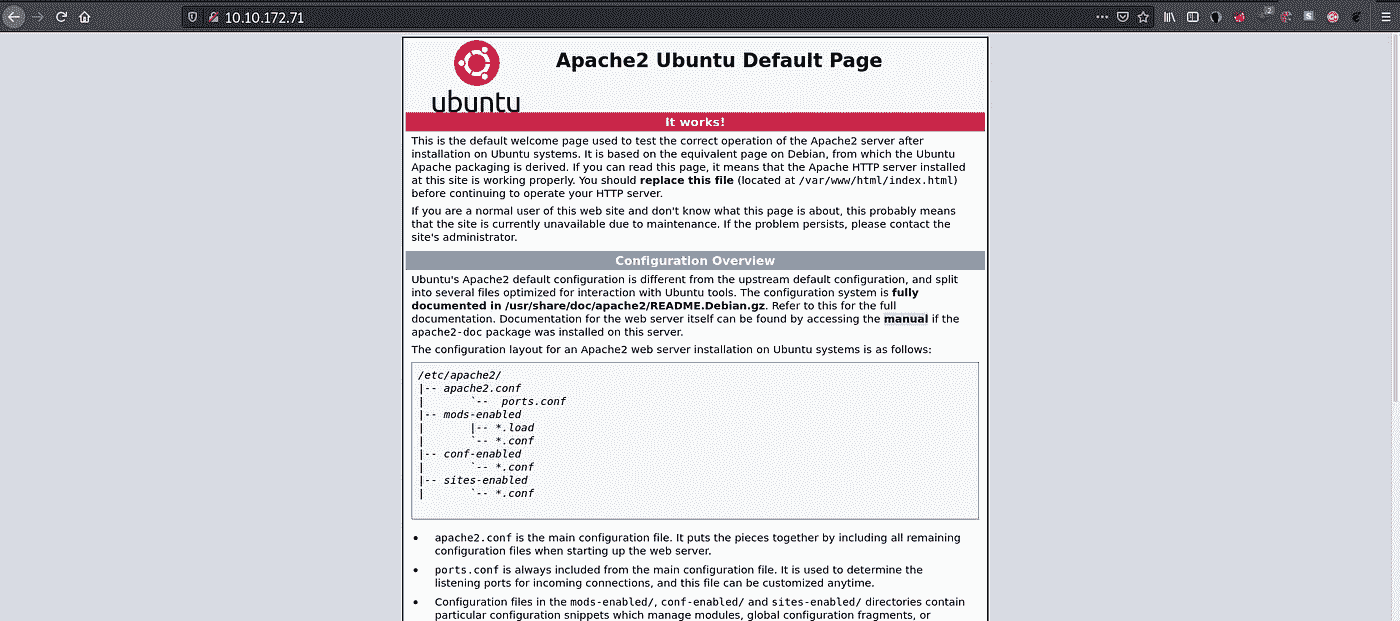 10.10.172.71
2
S
Apache2 Ubuntu Default Page
ubuntu
It works!
This is the default welcome page used to test the correct operation of the Apache2 server after
installation on Ubuntu systems. It is based on the equivalent page on Debian, from which the Ubuntu
Apache packaging is derived. If you can read this page, it means that the Apache HTTP server installed
at this site is working properly. You should replace this file (located at /var/www/html/index.html)
before continuing to operate your HTTP server.
If you are a normal user of this web site and don't know what this page is about, this probably means
that the site is currently unavailable due to maintenance. If the problem persists, please contact the
site's administrator.
Configuration Overview
Ubuntu's Apache2 default configuration is different from the upstream default configuration, and split
into several files optimized for interaction with Ubuntu tools. The configuration system is fully
documented in /usr/share/doc/apache2/README.Debian.gz. Refer to this for the full
documentation. Documentation for the web server itself can be found by accessing the manual if the
apache2-doc package was installed on this server.
The configuration layout for an Apache2 web server installation on Ubuntu systems is as follows:
/etc/apache2/
|-- apache2.conf
|       `--  ports.conf
|-- mods-enabled
|       |-- *.load
|       `-- *.conf
|-- conf-enabled
|       `-- *.conf
|-- sites-enabled
|       `-- *.conf
• apache2.conf is the main configuration file. It puts the pieces together by including all remaining
configuration files when starting up the web server.
• ports.conf is always included from the main configuration file. It is used to determine the
listening ports for incoming connections, and this file can be customized anytime.
• Configuration files in the mods-enabled/, conf-enabled/ and sites-enabled/ directories contain
particular configuration snippets which manage modules, global configuration fragments, or